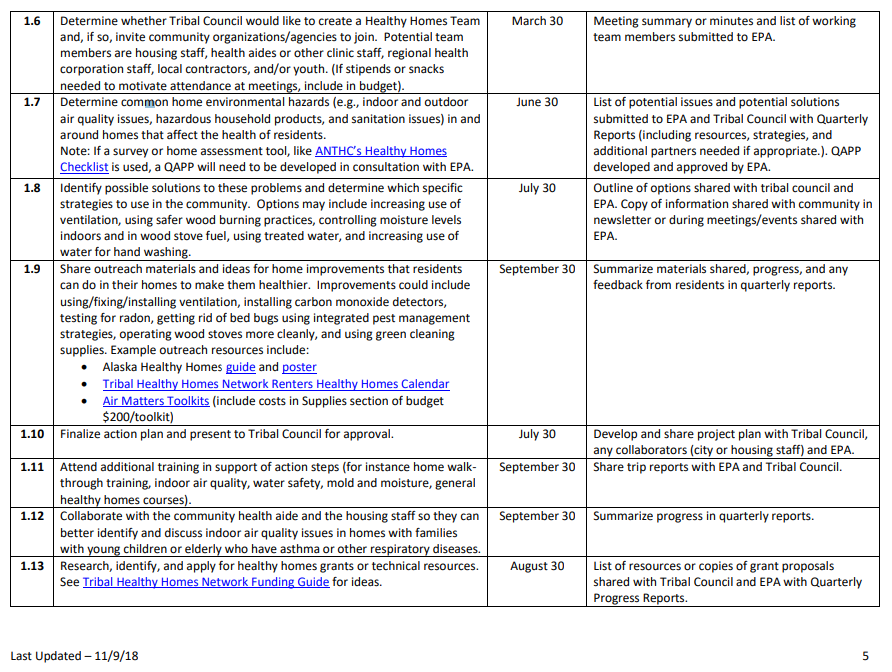 1.6
Determine whether Tribal Council would like to create a Healthy Homes Team
and, if so, invite community organizations/agencies to join.  Potential team
members are housing staff, health aides or other clinic staff, regional health
corporation staff, local contractors, and/or youth. (If stipends or snacks
needed to motivate attendance at meetings, include in budget).
March 30
Meeting summary or minutes and list of working
team members submitted to EPA.
1.7
Determine common home environmental hazards (e.g., indoor and outdoor
air quality issues, hazardous household products, and sanitation issues) in and
around homes that affect the health of residents.
Note: If a survey or home assessment tool, like ANTHC's Healthy Homes
Checklist is used, a QAPP will need to be developed in consultation with EPA.
June 30
List of potential issues and potential solutions
submitted to EPA and Tribal Council with Quarterly
Reports (including resources, strategies, and
additional partners needed if appropriate.). QAPP
developed and approved by EPA.
1.8
Identify possible solutions to these problems and determine which specific
strategies to use in the community.  Options may include increasing use of
ventilation, using safer wood burning practices, controlling moisture levels
indoors and in wood stove fuel, using treated water, and increasing use of
water for hand washing.
July 30
Outline of options shared with tribal council and
EPA. Copy of information shared with community in
newsletter or during meetings/events shared with
EPA.
1.9
Share outreach materials and ideas for home improvements that residents
can do in their homes to make them healthier.  Improvements could include
using/fixing/installing ventilation, installing carbon monoxide detectors,
testing for radon, getting rid of bed bugs using integrated pest management
strategies, operating wood stoves more cleanly, and using green cleaning
supplies. Example outreach resources include:
• Alaska Healthy Homes guide and poster
• Tribal Healthy Homes Network Renters Healthy Homes Calendar
• Air Matters Toolkits (include costs in Supplies section of budget
$200/toolkit)
September 30
Summarize materials shared, progress, and any
feedback from residents in quarterly reports.
1.10
Finalize action plan and present to Tribal Council for approval.
July 30
Develop and share project plan with Tribal Council,
any collaborators (city or housing staff) and EPA.
1.11
Attend additional training in support of action steps (for instance home walk-
through training, indoor air quality, water safety, mold and moisture, general
healthy homes courses).
September 30
Share trip reports with EPA and Tribal Council.
1.12
Collaborate with the community health aide and the housing staff so they can
better identify and discuss indoor air quality issues in homes with families
with young children or elderly who have asthma or other respiratory diseases.
September 30
Summarize progress in quarterly reports.
1.13
Research, identify, and apply for healthy homes grants or technical resources.
See Tribal Healthy Homes Network Funding Guide for ideas.
August 30
List of resources or copies of grant proposals
shared with Tribal Council and EPA with Quarterly
Progress Reports.
Last Updated – 11/9/18
5